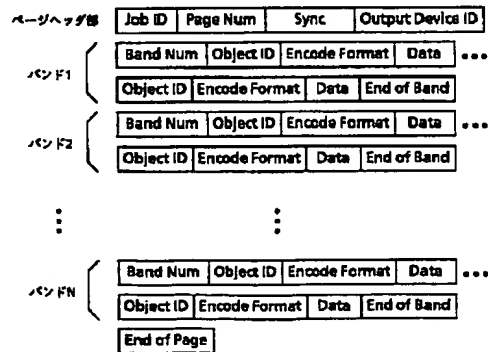 ページヘッダ部 Job ID Page Num Sync Output Device ID
バンド1
Band Num Object ID Encode Format Data •••
Object ID Encode Format Data End of Band
バンド2
Band Num Object ID Encode Format Data •••
Object ID Encode Format Data End of Band
バンドN
Band Num Object ID Encode Format Data •••
Object ID Encode Format Data End of Band
End of Page